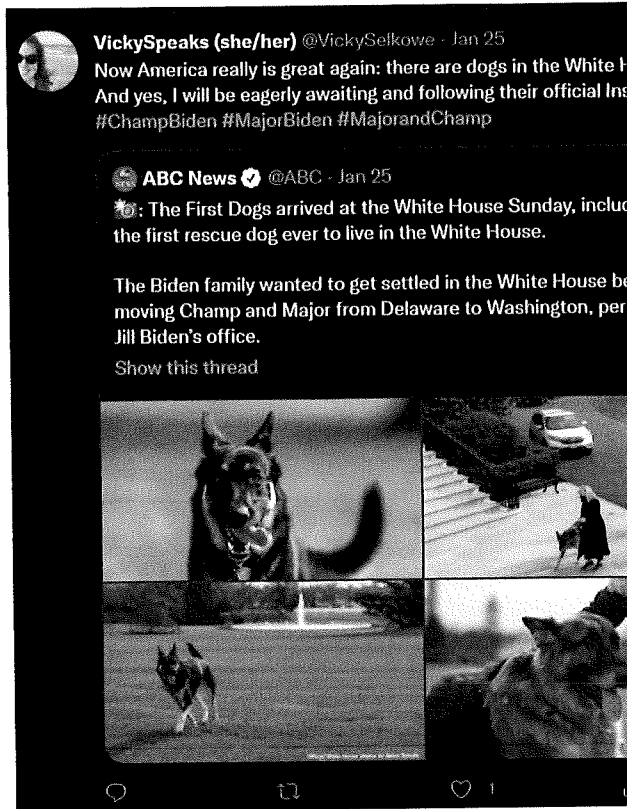 VickySpeaks (she/her) @VickySelkowe · Jan 25
Now America really is great again: there are dogs in the White H
And yes, I will be eagerly awaiting and following their official Ins
#ChampBiden #MajorBiden #MajorandChamp
ABC News @ABC · Jan 25
: The First Dogs arrived at the White House Sunday, includ
the first rescue dog ever to live in the White House.
The Biden family wanted to get settled in the White House be
moving Champ and Major from Delaware to Washington, per
Jill Biden's office.
Show this thread
1